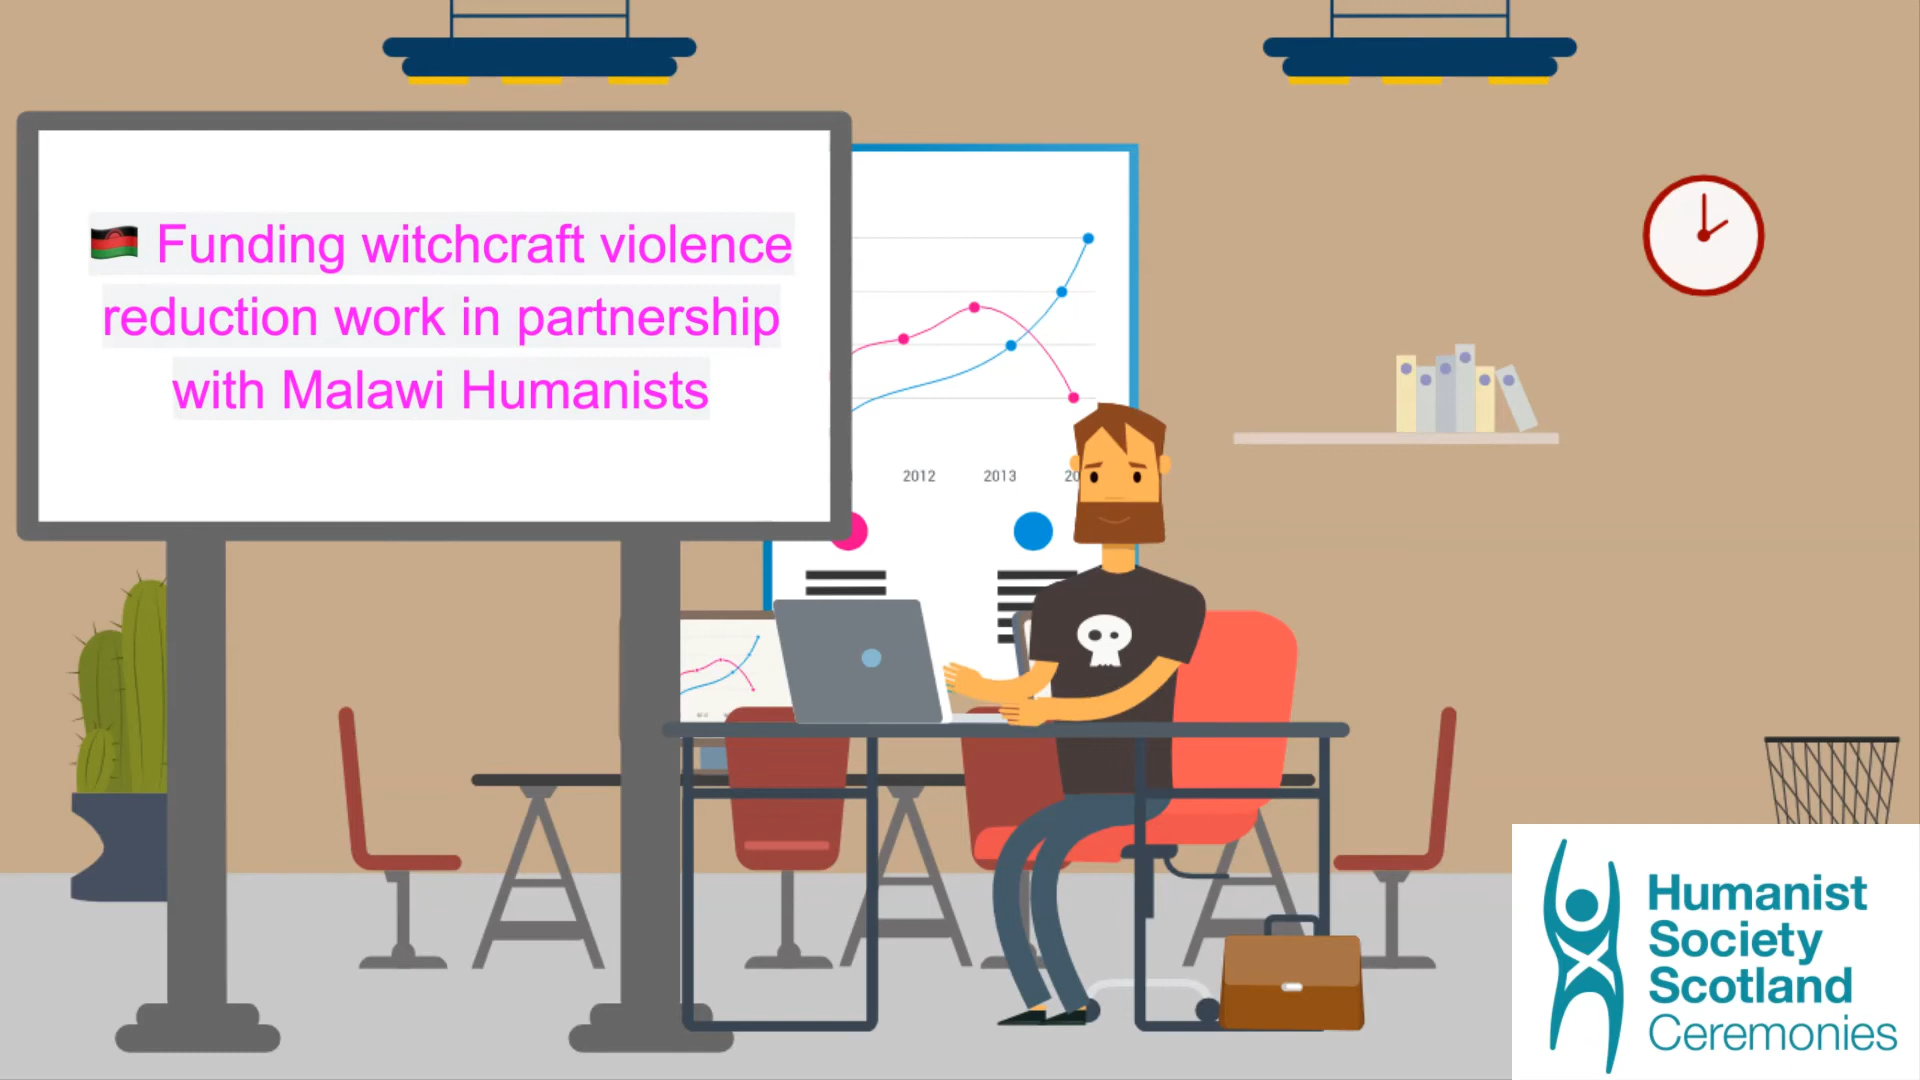 🇲🇼 Funding witchcraft violence
reduction work in partnership
with Malawi Humanists
2012
2013
Humanist
Society
Scotland
Ceremonies